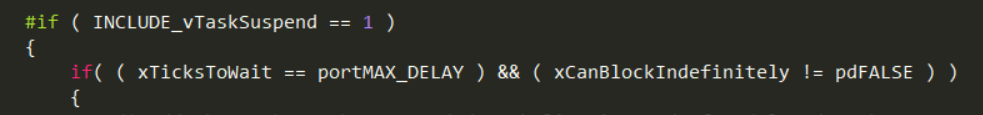 #if ( INCLUDE_vTaskSuspend == 1 )
{
if( ( xTicksToWait == portMAX_DELAY ) && ( xCanBlockIndefinitely != pdFALSE ) )
{